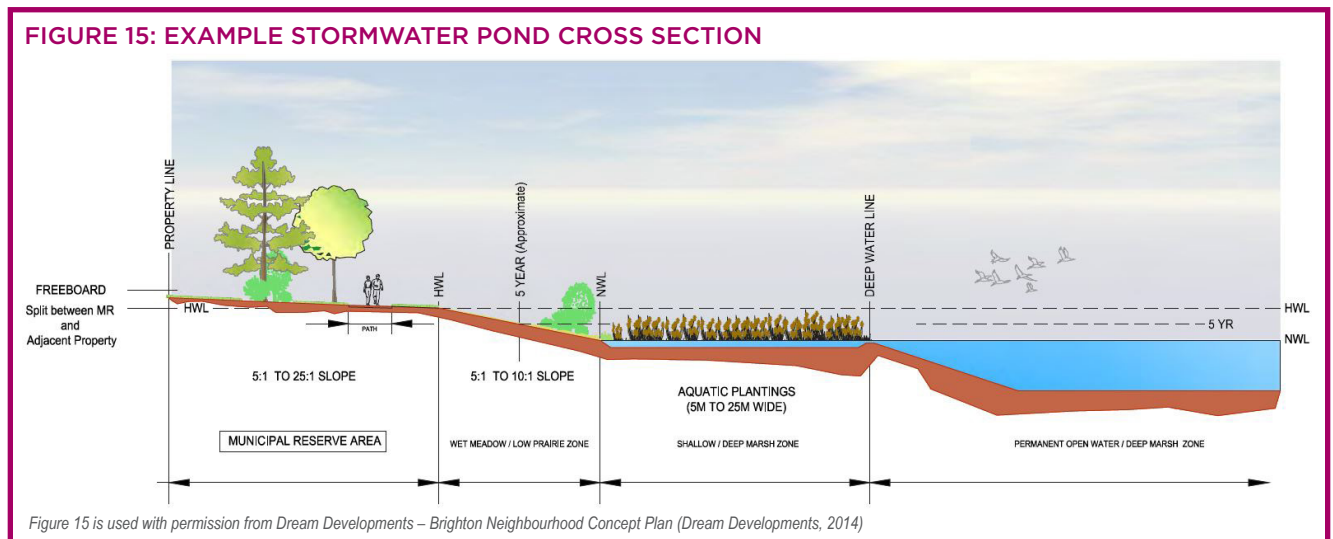 FIGURE 15: EXAMPLE STORMWATER POND CROSS SECTION
PROPERTY LINE
FREEBOARD
Split between MR
and
Adjacent Property
HWL
PATH
HWL
5 YEAR (Approximate)
NWL
DEEP WATER LINE
HWL
5 YR
NWL
5:1 TO 25:1 SLOPE
5:1 TO 10:1 SLOPE
AQUATIC PLANTINGS
(5M TO 25M WIDE)
MUNICIPAL RESERVE AREA
WET MEADOW / LOW PRAIRIE ZONE
SHALLOW / DEEP MARSH ZONE
PERMANENT OPEN WATER / DEEP MARSH ZONE
Figure 15 is used with permission from Dream Developments – Brighton Neighbourhood Concept Plan (Dream Developments, 2014)